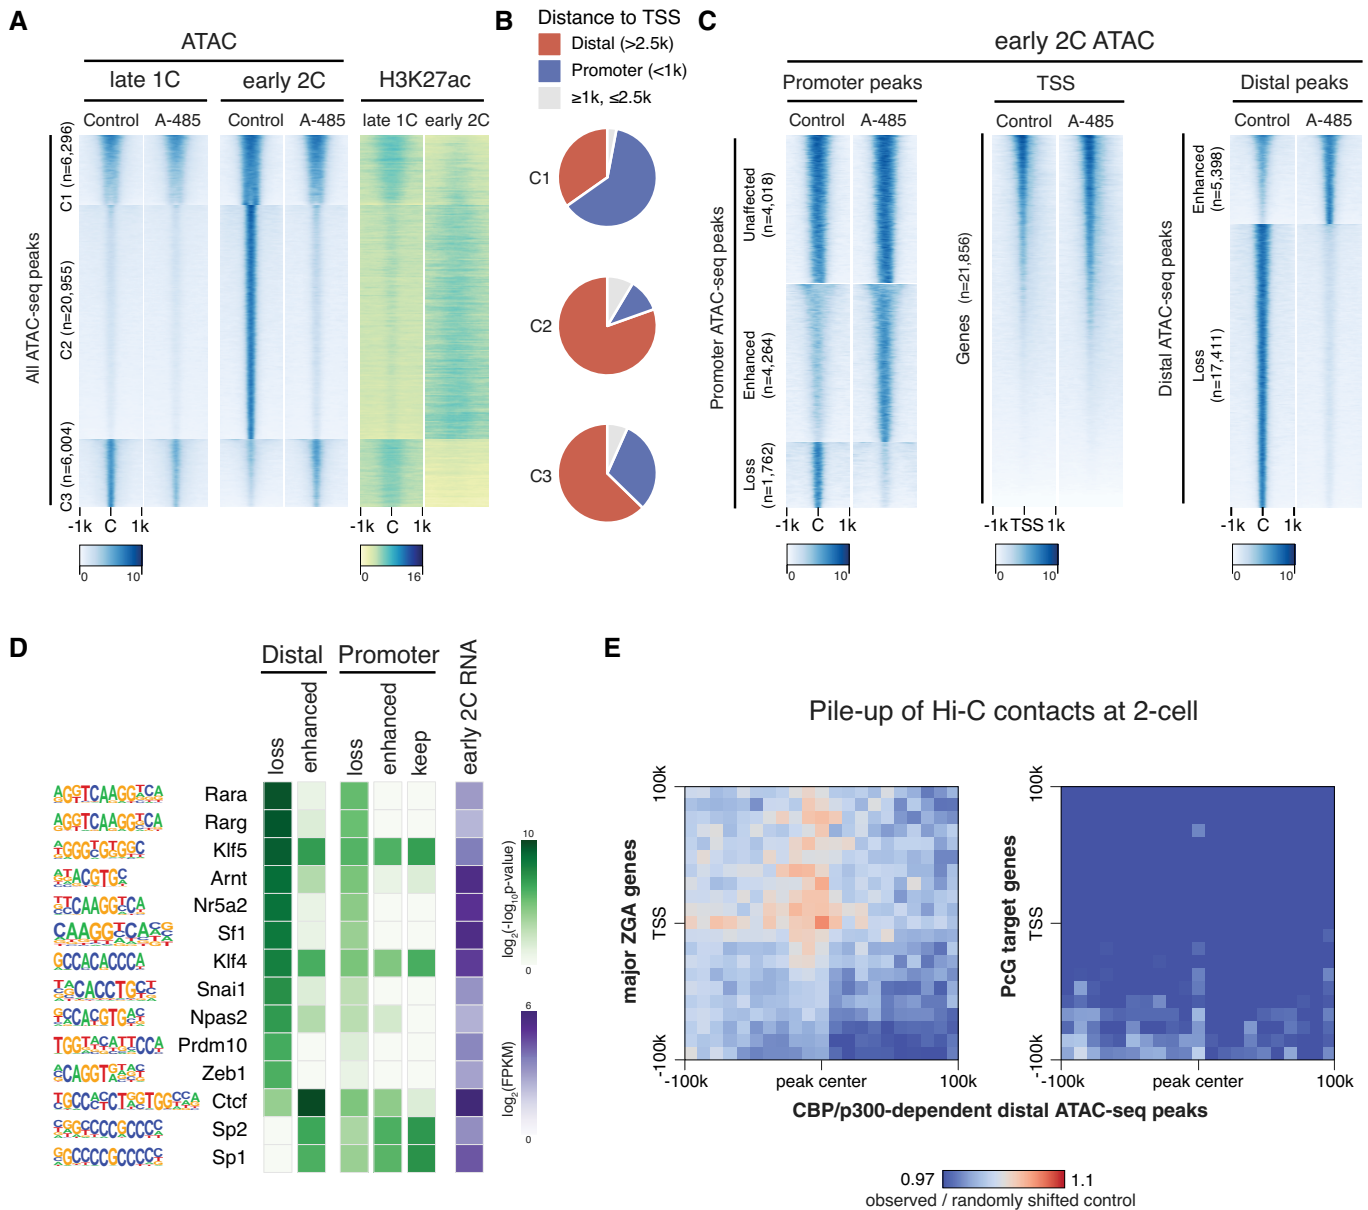 A
ATAC
late 1C
early 2C
H3K27ac
Control
A-485
Control
A-485
late 1C
early 2C
All ATAC-seq peaks
C1 (n=6,296)
C2 (n=20,955)
C3 (n=6,004)
-1k
C
1k
-1k
C
1k
0
10
0
16
B
Distance to TSS
Distal (>2.5k)
Promoter (<1k)
≥1k, ≤2.5k
C1
C2
C3
C
early 2C ATAC
Promoter peaks
TSS
Distal peaks
Control
A-485
Control
A-485
Control
A-485
Promoter ATAC-seq peaks
Unaffected
(n=4,018)
Enhanced
(n=4,264)
Loss
(n=1,762)
Genes (n=21,856)
Distal ATAC-seq peaks
Enhanced
(n=5,398)
Loss
(n=17,411)
-1k
C
1k
-1k
TSS
1k
-1k
C
1k
0
10
0
10
0
10
D
Distal
Promoter
early 2C RNA
loss
enhanced
loss
enhanced
keep
Rara
Rarg
Klf5
Arnt
Nr5a2
Sf1
Klf4
Snai1
Npas2
Prdm10
Zeb1
Ctcf
Sp2
Sp1
10
log2(-log10p-value)
0
6
log2(FPKM)
0
E
Pile-up of Hi-C contacts at 2-cell
major ZGA genes
100k
TSS
-100k
-100k
peak center
100k
PcG target genes
100k
TSS
-100k
-100k
peak center
100k
CBP/p300-dependent distal ATAC-seq peaks
0.97
1.1
observed / randomly shifted control